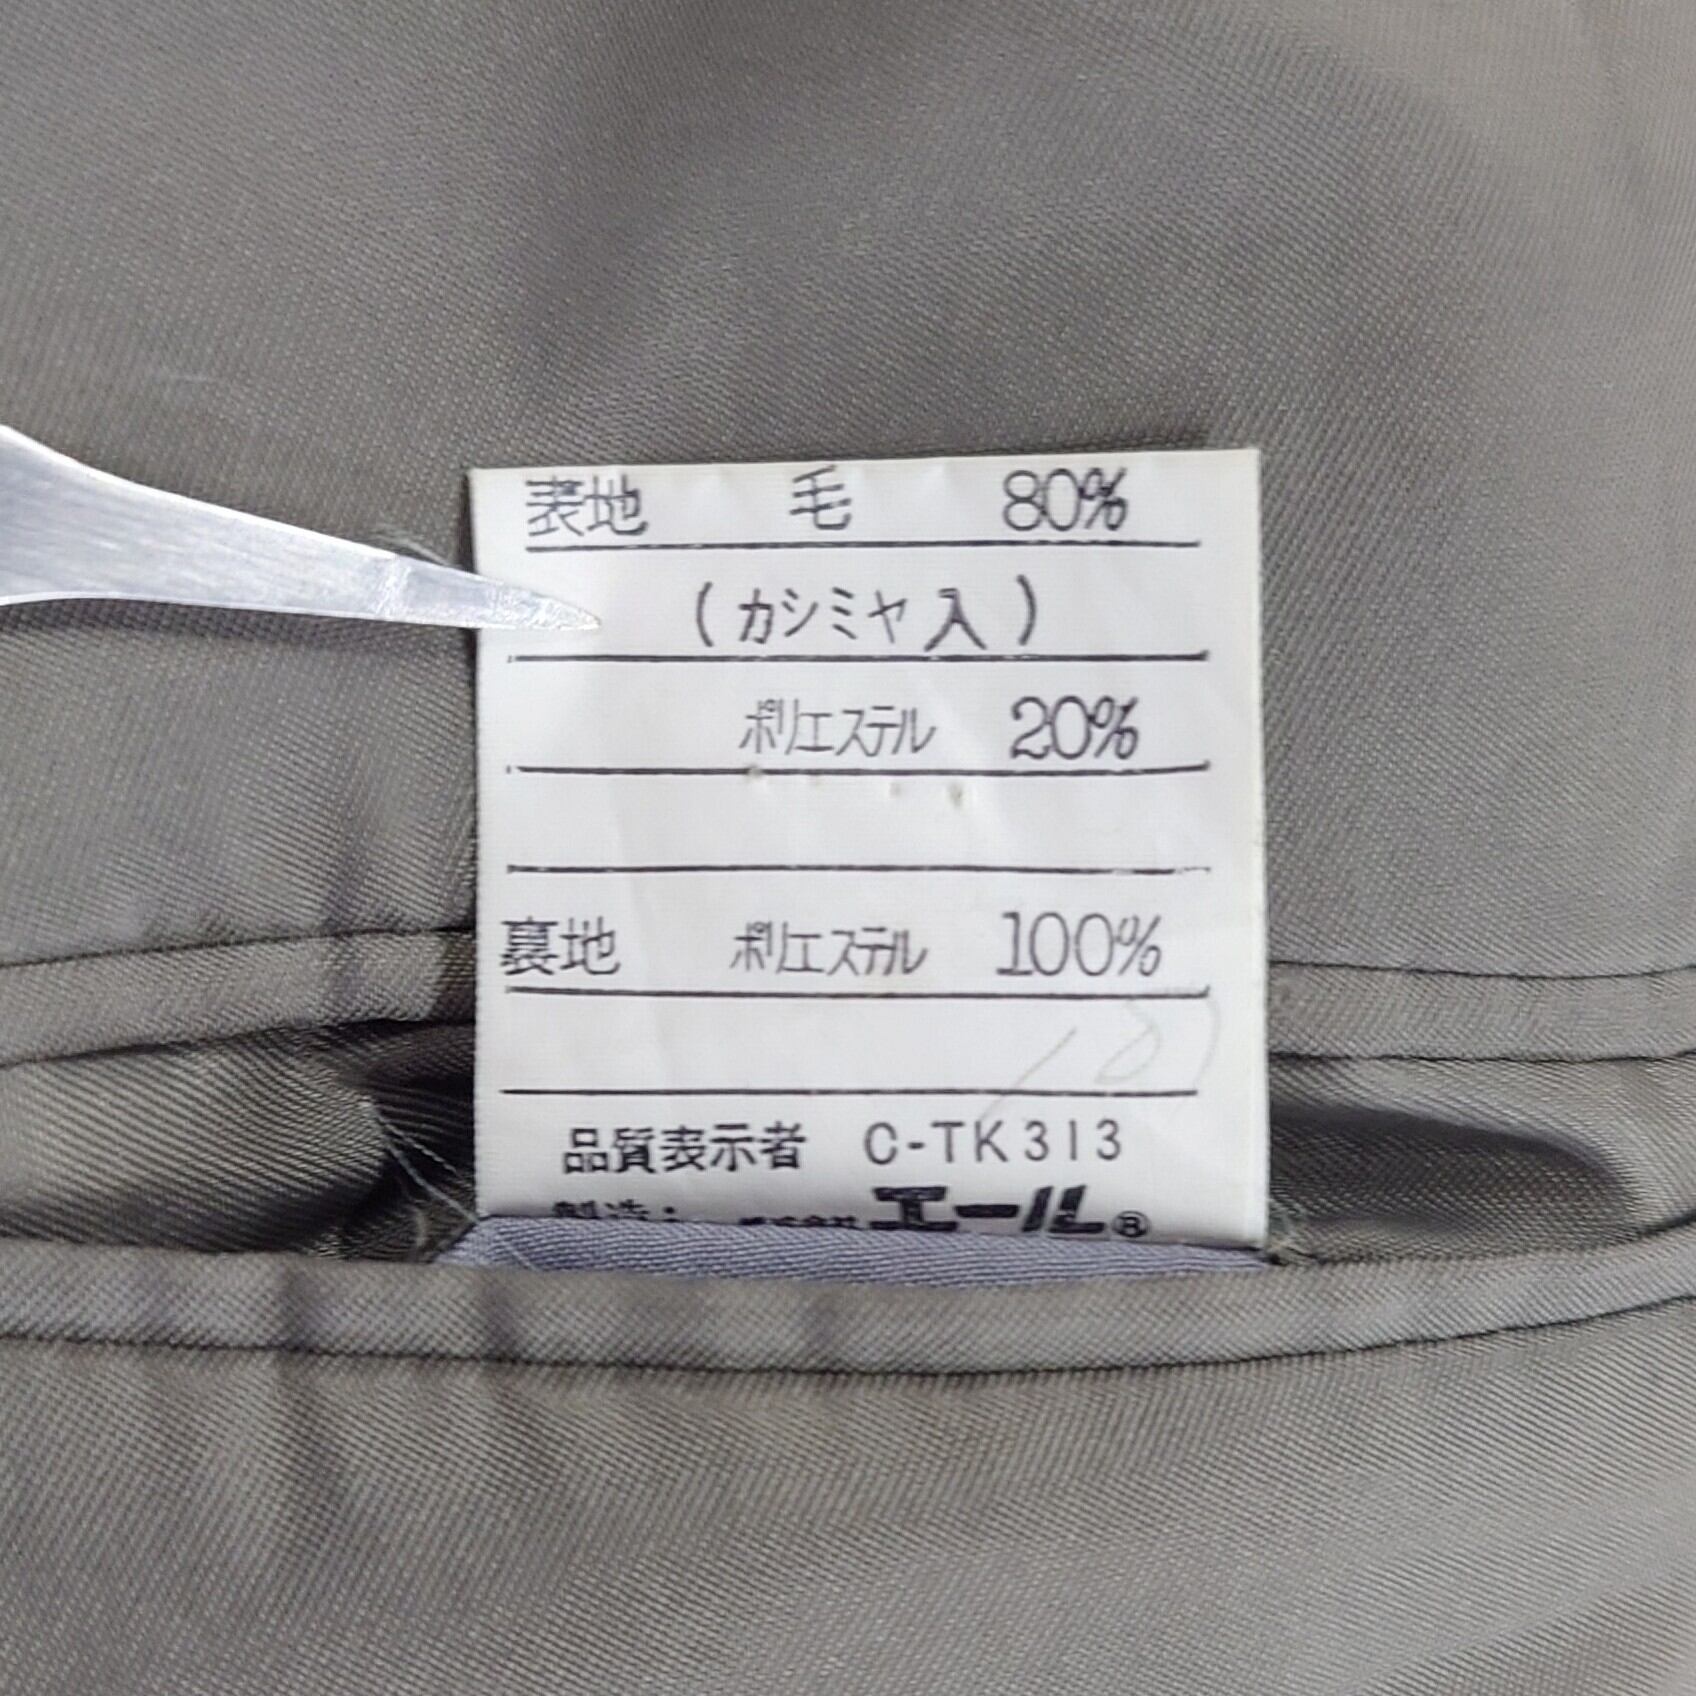 表地 毛 80%
(カシミヤ入)
ポリエステル 20%
裏地 ポリエステル 100%
品質表示者 C-TK313
エール®